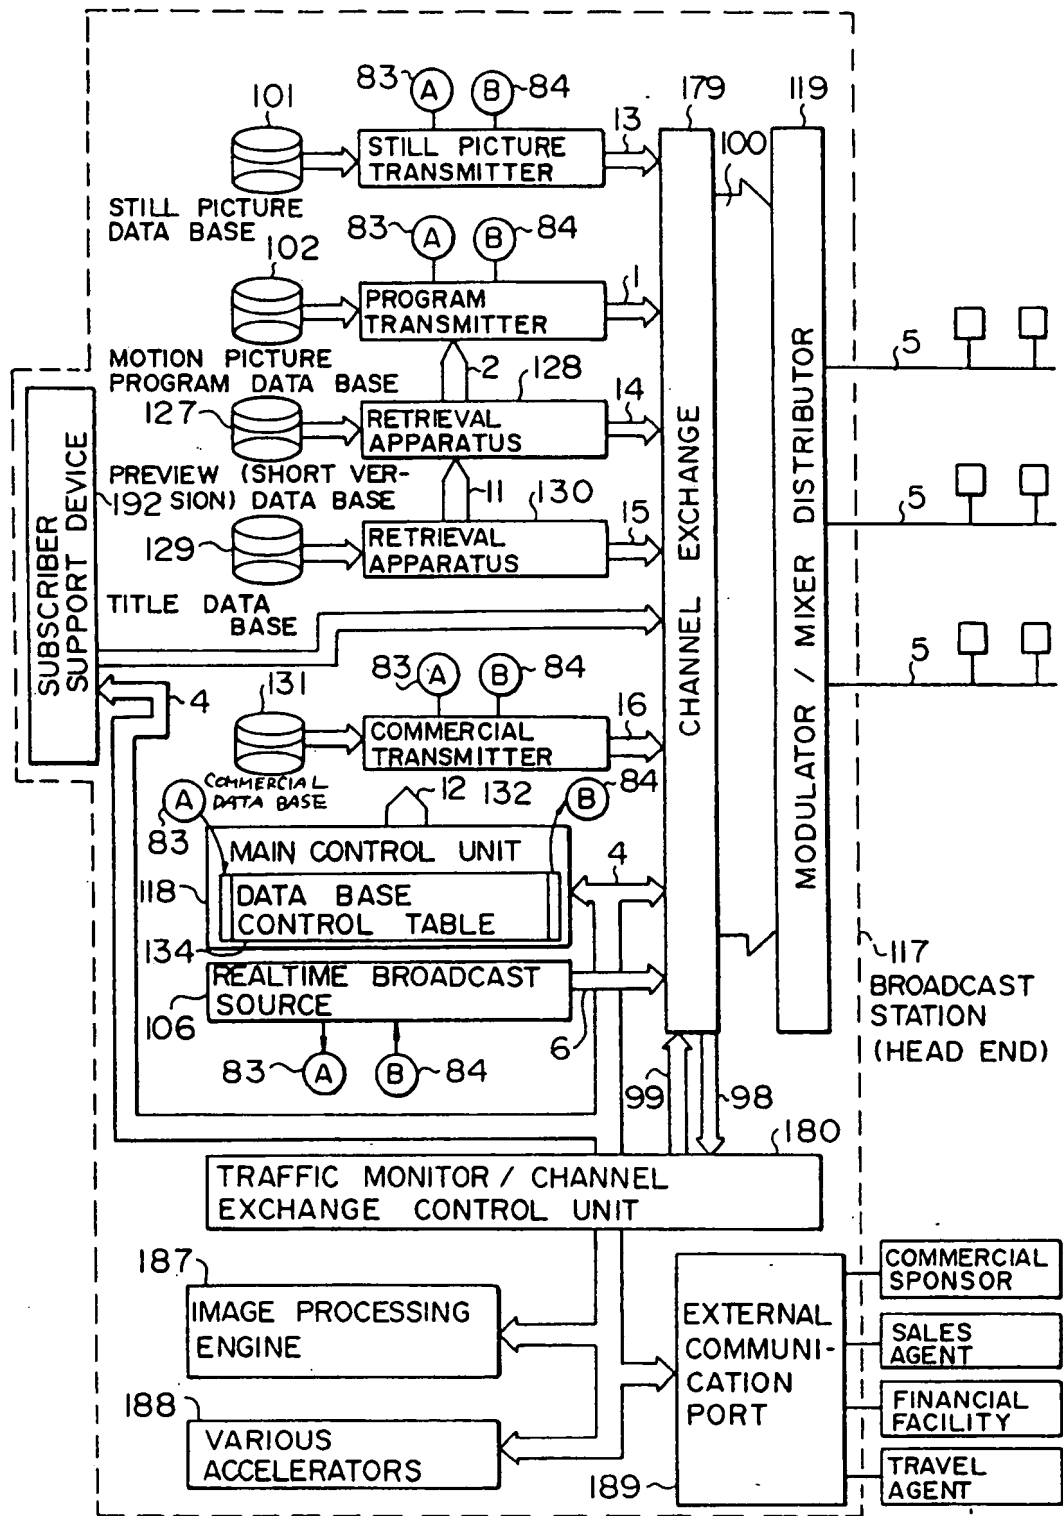 83
A
B
84
179
119
101
13
100
STILL PICTURE
TRANSMITTER
STILL PICTURE
DATA BASE
83
A
B
84
102
1
PROGRAM
TRANSMITTER
MOTION PICTURE
PROGRAM DATA BASE
2
128
127
14
RETRIEVAL
APPARATUS
PREVIEW (SHORT VER-
SION) DATA BASE
192
11
130
129
15
RETRIEVAL
APPARATUS
TITLE DATA
BASE
SUBSCRIBER
SUPPORT DEVICE
4
CHANNEL EXCHANGE
MODULATOR / MIXER DISTRIBUTOR
5
5
5
83
A
B
84
131
16
COMMERCIAL
TRANSMITTER
COMMERCIAL
DATA BASE
12
132
84
A
B
83
MAIN CONTROL UNIT
118
DATA BASE
CONTROL TABLE
134
4
REALTIME BROADCAST
SOURCE
106
6
83
A
B
84
117
BROADCAST
STATION
(HEAD END)
99
98
180
TRAFFIC MONITOR / CHANNEL
EXCHANGE CONTROL UNIT
187
IMAGE PROCESSING
ENGINE
188
VARIOUS
ACCELERATORS
EXTERNAL
COMMUNI-
CATION
PORT
189
COMMERCIAL
SPONSOR
SALES
AGENT
FINANCIAL
FACILITY
TRAVEL
AGENT